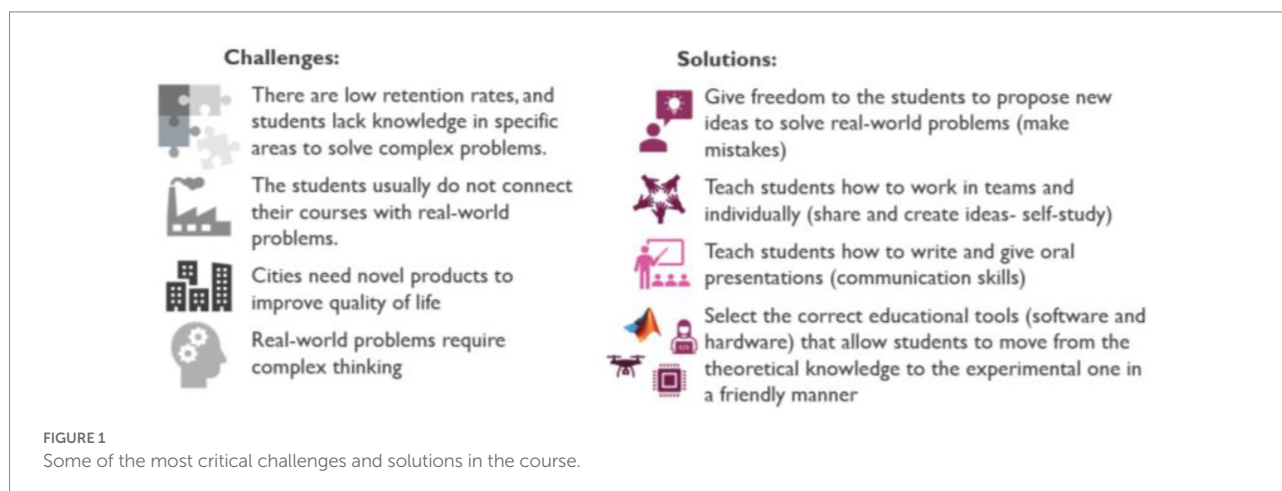 Challenges:
There are low retention rates, and
students lack knowledge in specific
areas to solve complex problems.
The students usually do not connect
their courses with real-world
problems.
Cities need novel products to
improve quality of life
Real-world problems require
complex thinking
Solutions:
Give freedom to the students to propose new
ideas to solve real-world problems (make
mistakes)
Teach students how to work in teams and
individually (share and create ideas- self-study)
Teach students how to write and give oral
presentations (communication skills)
Select the correct educational tools (software and
hardware) that allow students to move from the
theoretical knowledge to the experimental one in
a friendly manner
FIGURE 1
Some of the most critical challenges and solutions in the course.